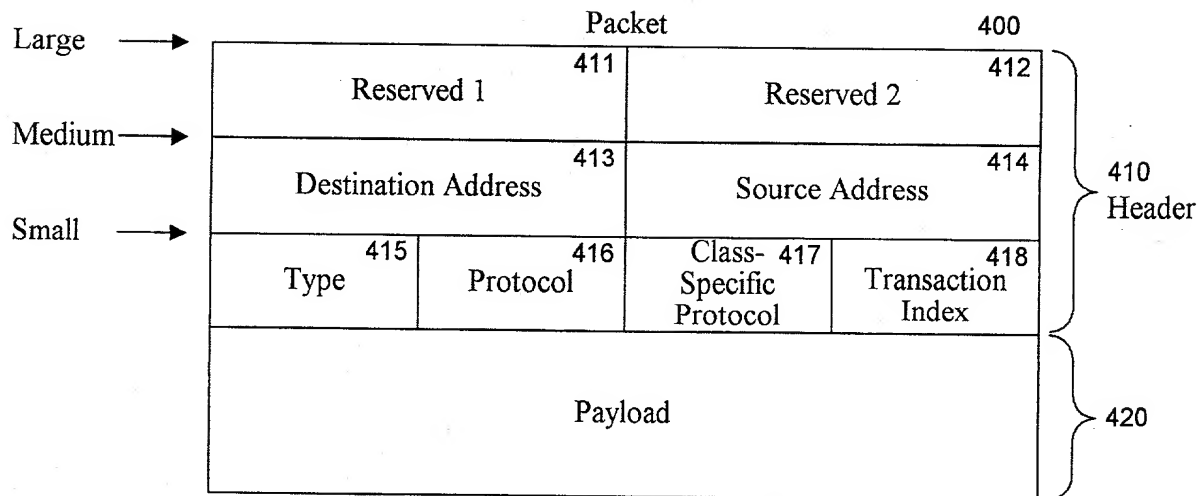 Packet 400
Large
411 412
Reserved 1 Reserved 2
Medium
413 414
Destination Address Source Address
410
Header
Small
415 416 Class- 417 418
Type Protocol Specific Transaction
Protocol Index
Payload
420